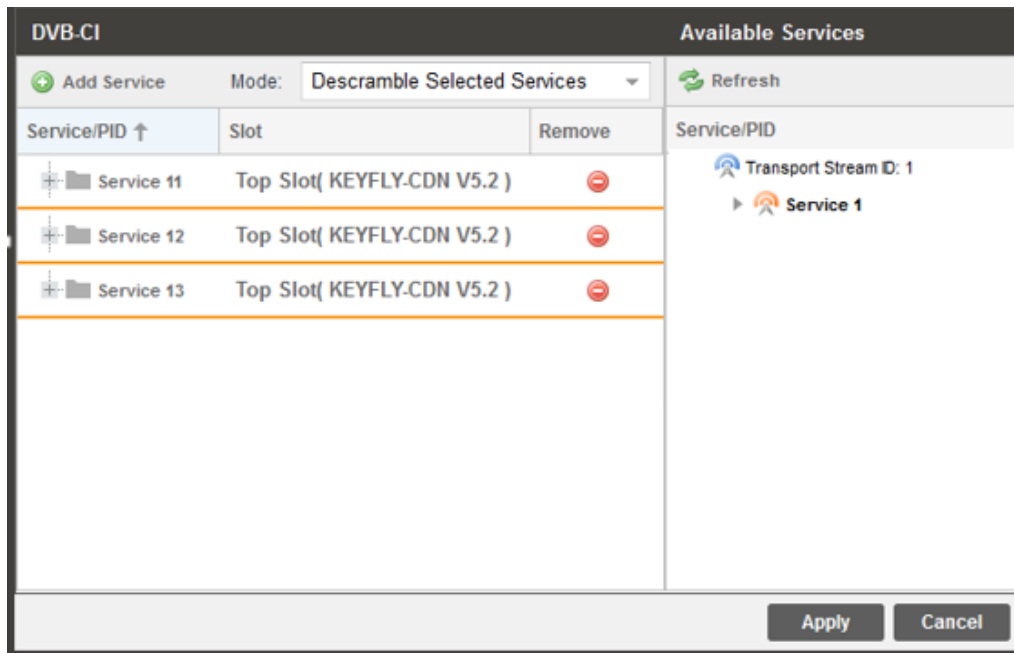 DVB-CI
Available Services
Add Service
Mode:
Descramble Selected Services
Refresh
Service/PID
Slot
Remove
Service/PID
Service 11
Top Slot( KEYFLY-CDN V5.2 )
Transport Stream ID: 1
Service 1
Service 12
Top Slot( KEYFLY-CDN V5.2 )
Service 13
Top Slot( KEYFLY-CDN V5.2 )
Apply
Cancel